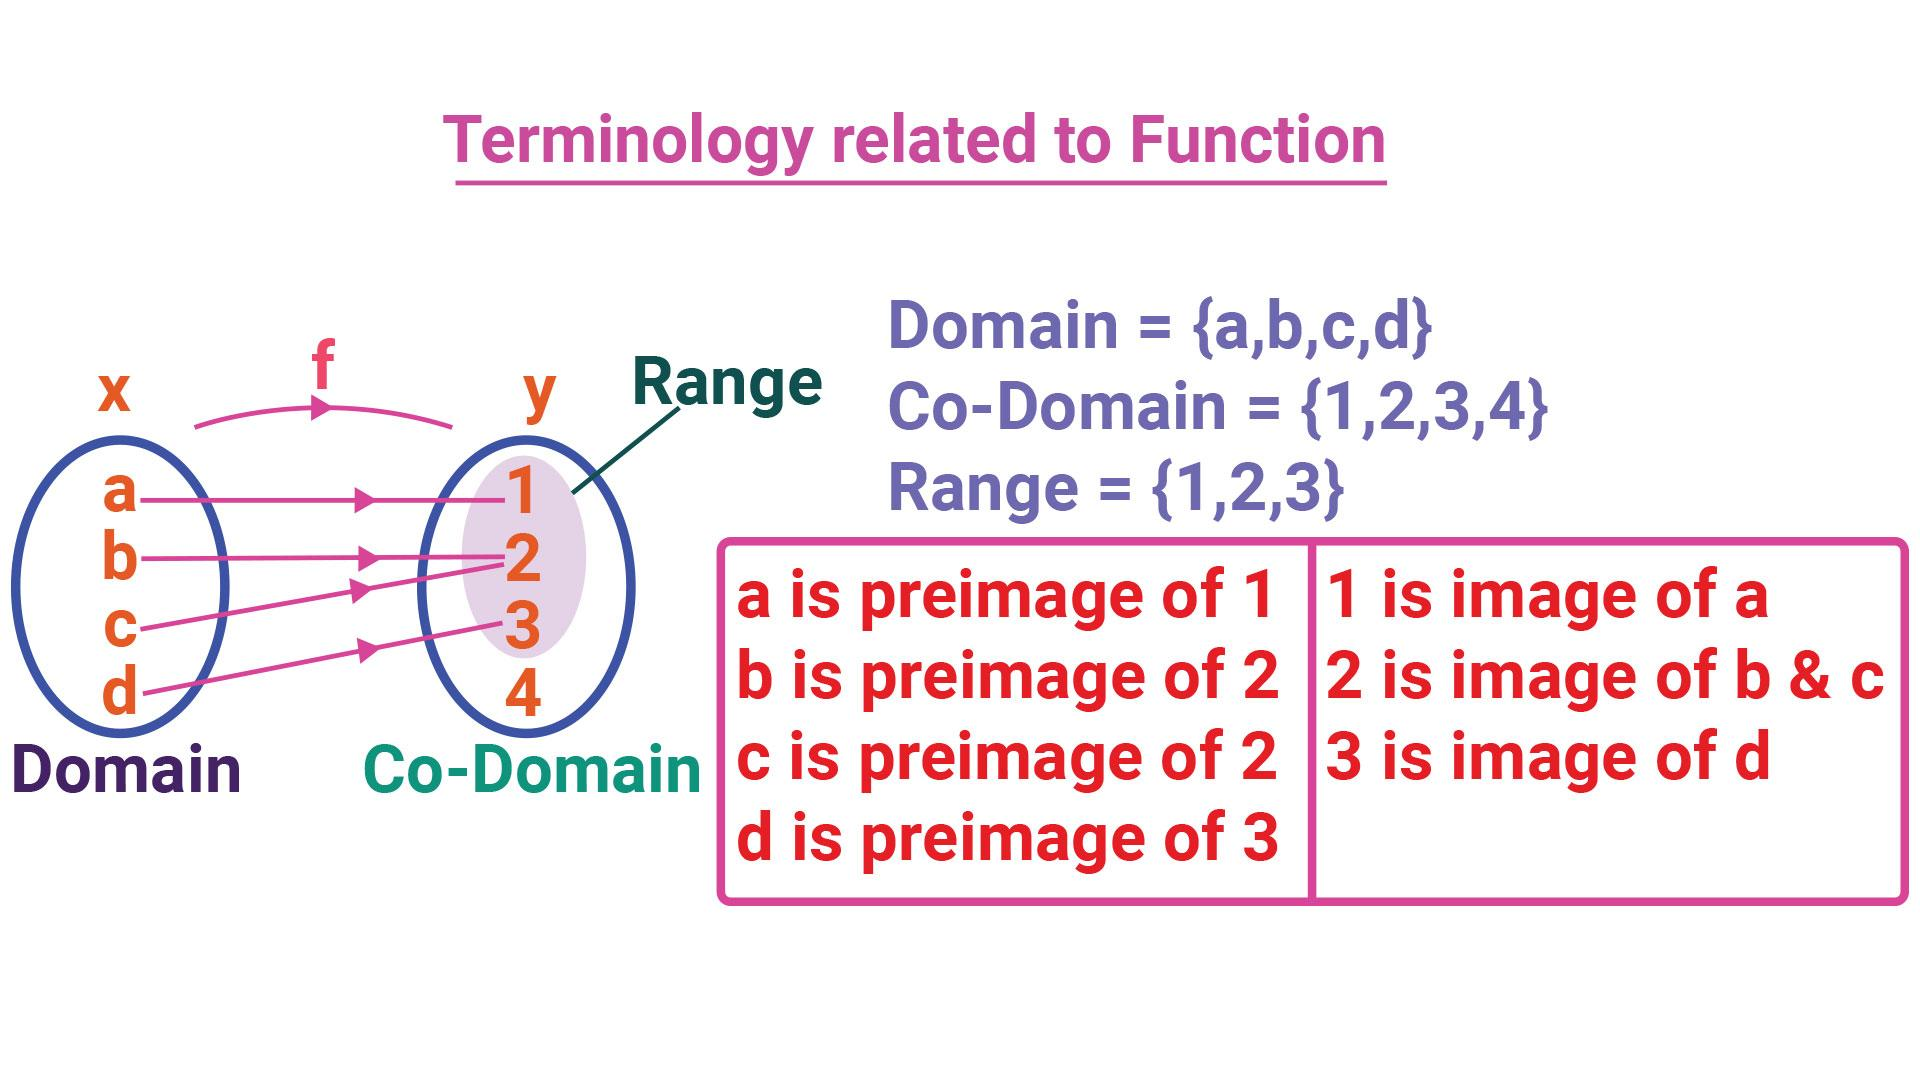 Terminology related to Function
f
x
y
Range
a
b
c
d
1
2
3
4
Domain
Co-Domain
Domain = {a,b,c,d}
Co-Domain = {1,2,3,4}
Range = {1,2,3}
a is preimage of 1
b is preimage of 2
c is preimage of 2
d is preimage of 3
1 is image of a
2 is image of b & c
3 is image of d